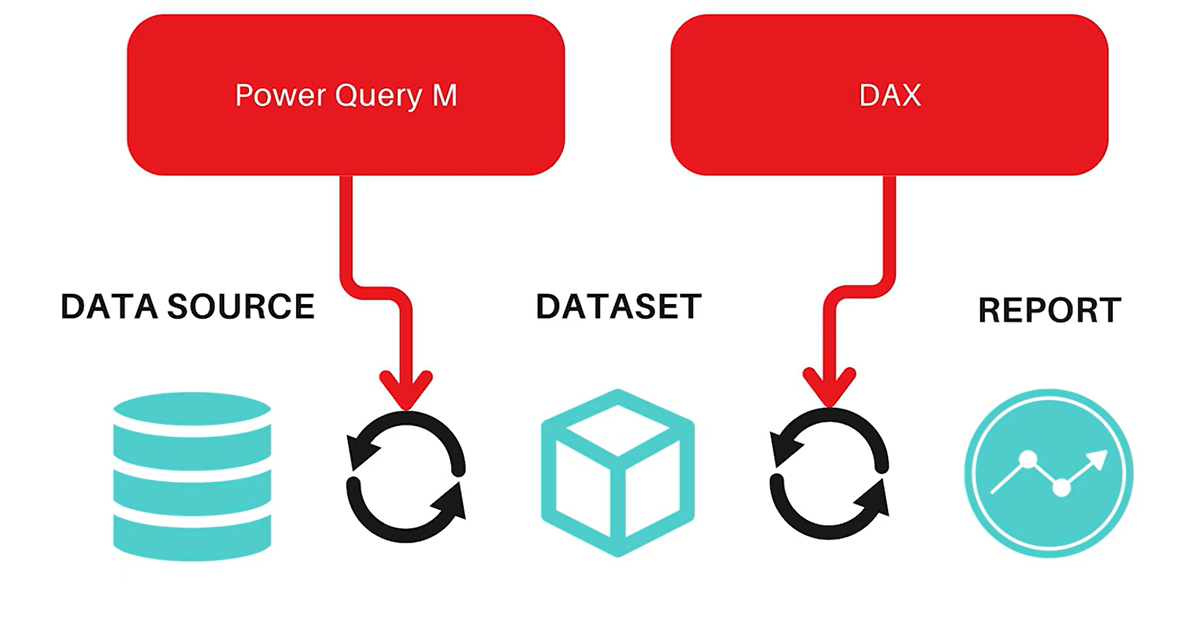 Power Query M
DAX
DATA SOURCE
DATASET
REPORT